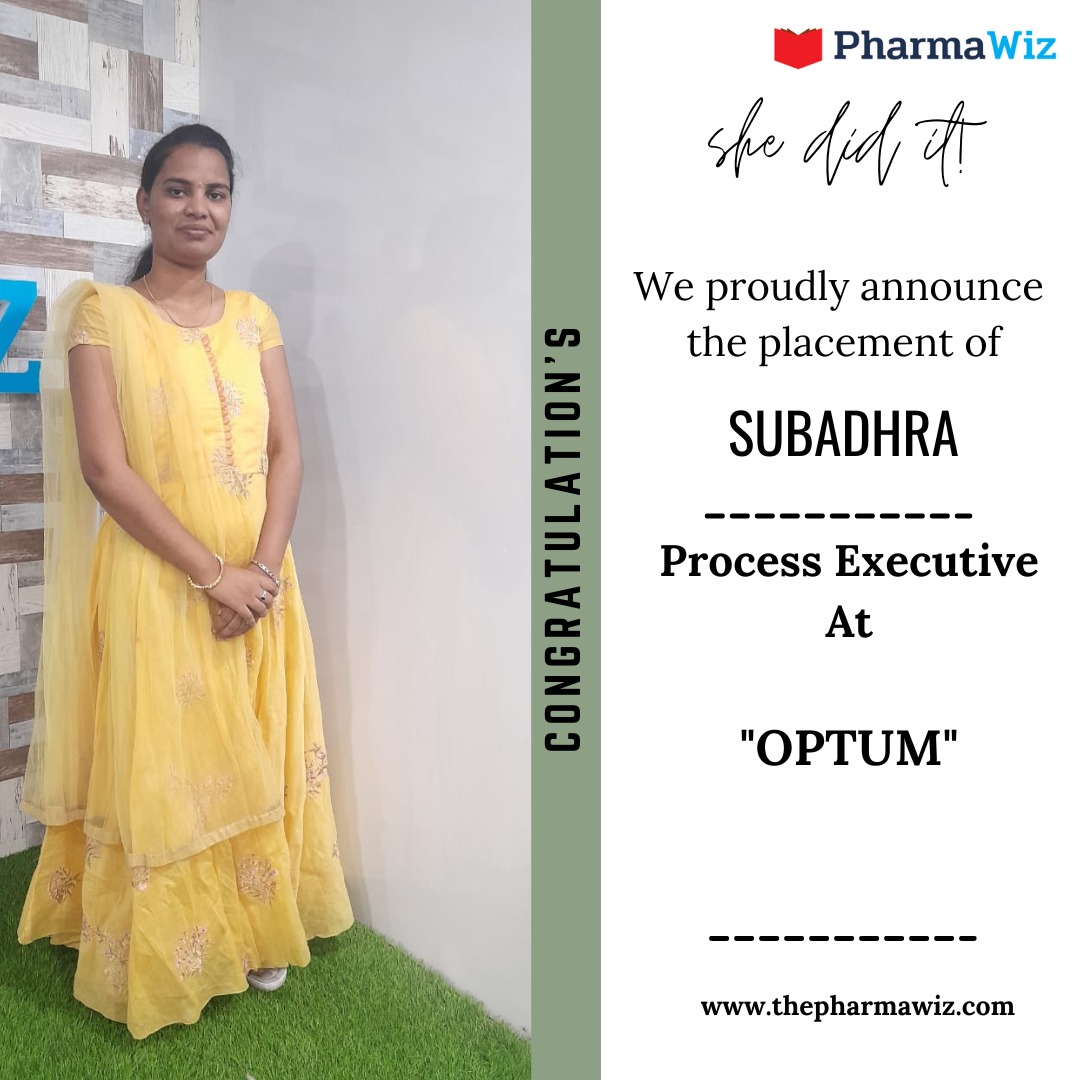 PharmaWiz
she did it!
We proudly announce
the placement of
SUBADHRA
Process Executive
At
"OPTUM"
www.thepharmawiz.com
CONGRATULATION'S
Z